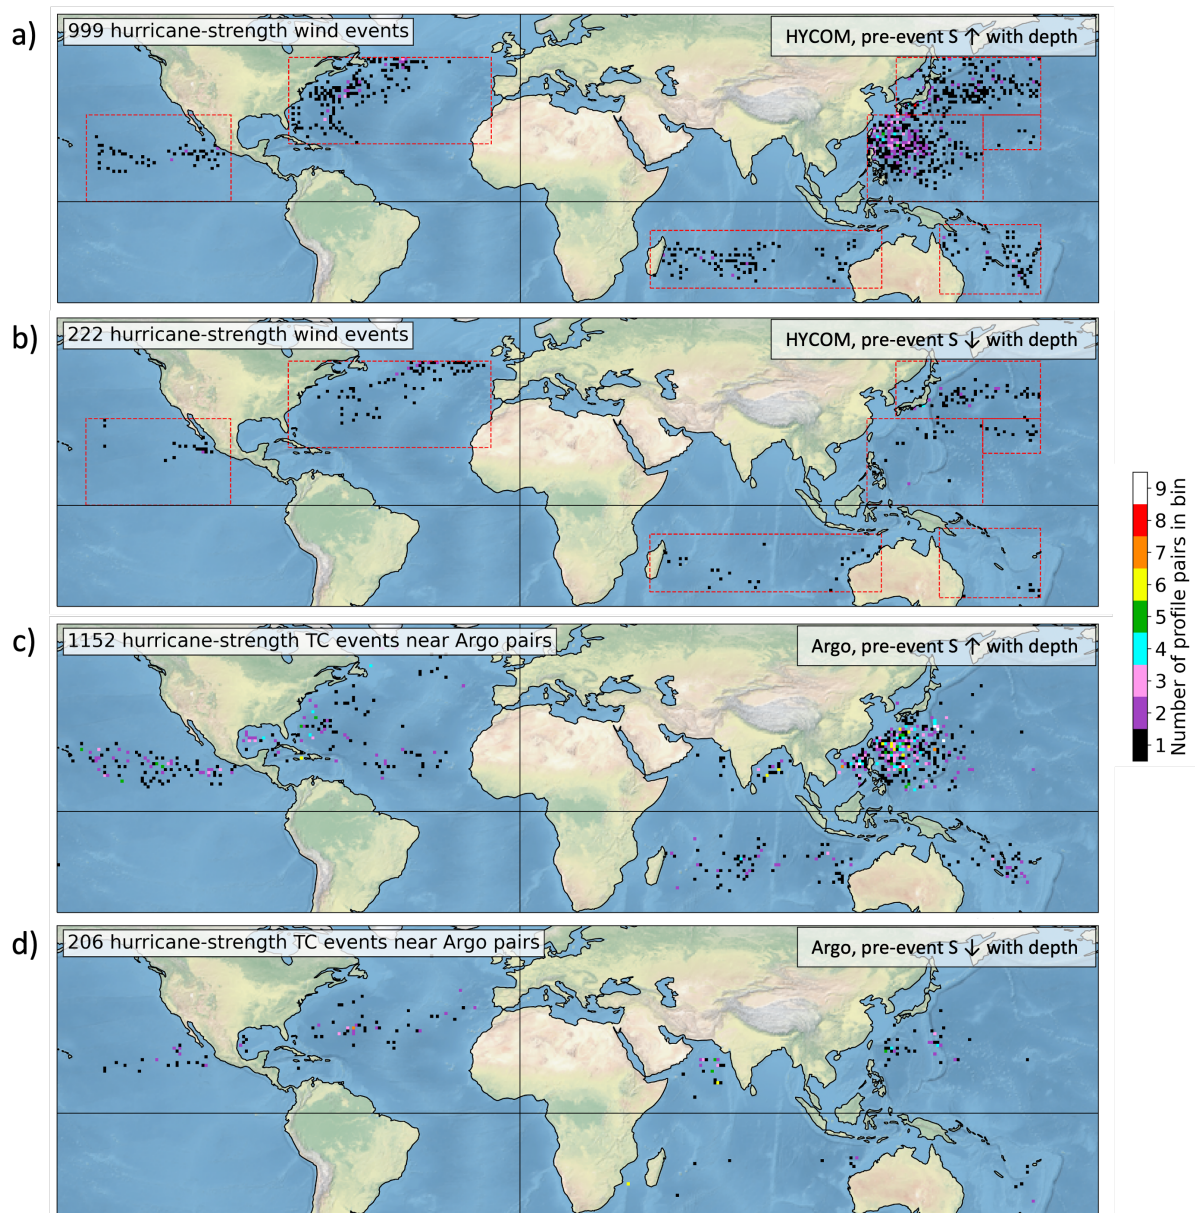 a)
999 hurricane-strength wind events
HYCOM, pre-event S ↑ with depth
b)
222 hurricane-strength wind events
HYCOM, pre-event S ↓ with depth
c)
1152 hurricane-strength TC events near Argo pairs
Argo, pre-event S ↑ with depth
d)
206 hurricane-strength TC events near Argo pairs
Argo, pre-event S ↓ with depth
9
8
7
6
5
4
3
2
1
Number of profile pairs in bin